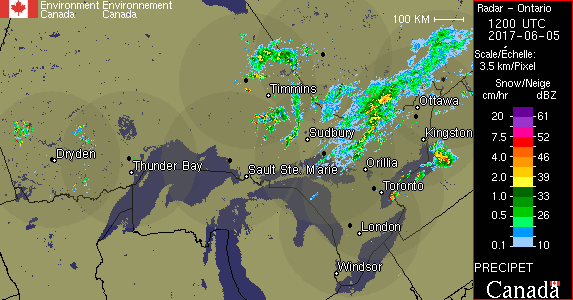 Environment Environnement
Canada Canada
100 KM
Timmins
Ottawa
Sudbury
Kingston
Dryden
Thunder Bay
Sault Ste. Marie
Orillia
Toronto
London
Windsor
Radar - Ontario
1200 UTC
2017-06-05
Scale/Échelle:
3.5 km/Pixel
Snow/Neige
cm/hr dBZ
20 61
7.5 52
4.0 46
2.0 39
1.0 33
0.5 26
0.1 10
PRECIPET
Canada